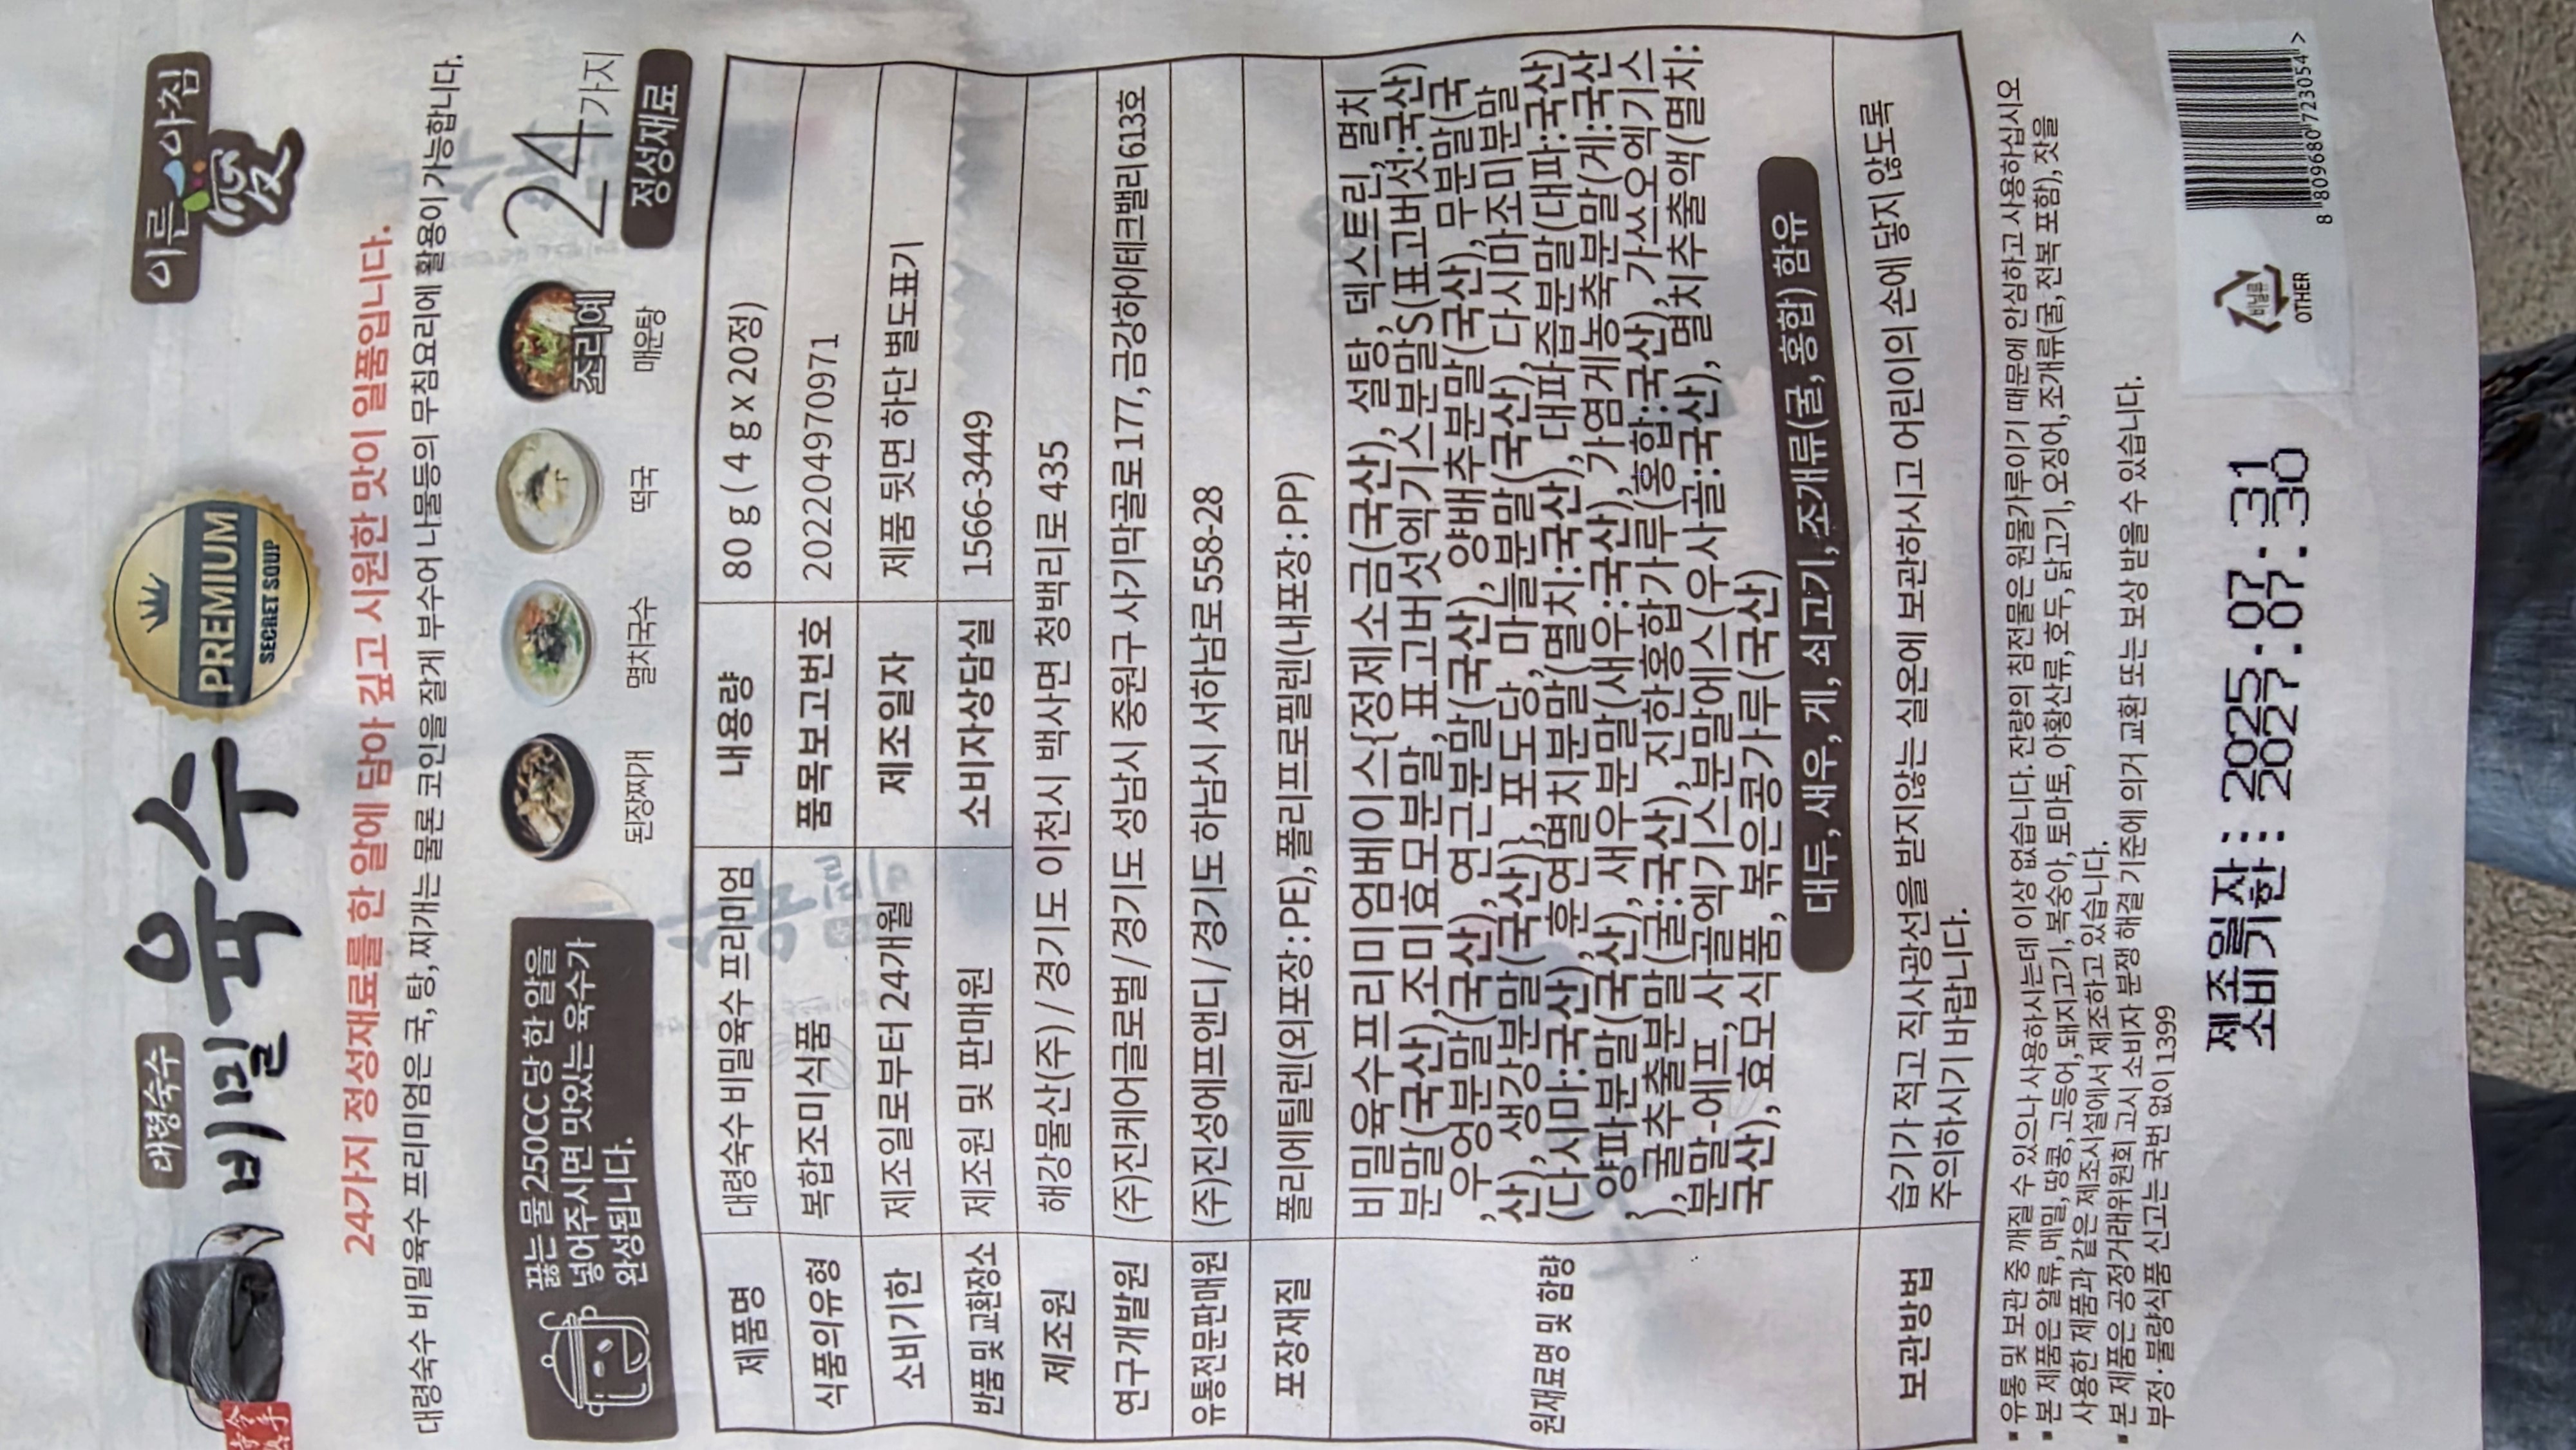 대령숙수
비밀육수
PREMIUM
SECRET SOUP
이른아침
愛
24가지 정성재료를 한 알에 담아 깊고 시원한 맛이 일품입니다.
대령숙수 비밀육수 프리미엄은 국, 탕, 찌개는 물론 코인을 잘게 부수어 나물등의 무침요리에 활용이 가능합니다.
끓는 물 250CC 당 한 알을
넣어주시면 맛있는 육수가
완성됩니다.
된장찌개
멸치국수
떡국
조리예
매운탕
24가지
정성재료
제품명 대령숙수 비밀육수 프리미엄 내용량 80 g ( 4 g x 20정)
식품의유형 복합조미식품 품목보고번호 20220497097​1
소비기한 제조일로부터 24개월 제조일자 제품 뒷면 하단 별도표기
반품 및 교환장소 제조원 및 판매원 소비자상담실 1566-3449
제조원 해강물산(주) / 경기도 이천시 백사면 청백리로 435
연구개발원 (주)진케어글로벌 / 경기도 성남시 중원구 사기막골로 177, 금강하이테크밸리 613호
유통전문판매원 (주)진성에프앤디 / 경기도 하남시 서하남로 558-28
포장재질 폴리에틸렌(외포장 : PE), 폴리프로필렌(내포장 : PP)
원재료명 및 함량
비밀육수프리미엄베이스{정제소금(국산), 설탕, 덱스트린, 멸치
분말(국산),조미효모분말, 표고버섯엑기스분말S(표고버섯:국산)
, 우엉분말(국산), 연근분말(국산), 양배추분말(국산), 무분말(국
산), 생강분말(국산)}, 포도당, 마늘분말(국산), 다시마조미분말
(다시마:국산), 훈연멸치분말(멸치:국산), 대파즙분말(대파:국산)
, 양파분말(국산), 새우분말(새우:국산), 가염게농축분말(게:국산
), 굴추출분말(굴:국산), 진한홍합가루(홍합:국산), 가쓰오엑기스
분말-에프, 사골엑기스분말에스(우사골:국산), 멸치추출액(멸치:
국산), 효모식품, 볶은콩가루(국산)
대두, 새우, 게, 쇠고기, 조개류(굴, 홍합) 함유
보관방법
습기가 적고 직사광선을 받지않는 실온에 보관하시고 어린이의 손에 닿지 않도록
주의하시기 바랍니다.
▪ 유통 및 보관 중 깨질 수 있으나 사용하시는데 이상 없습니다. 잔량의 침전물은 원물가루이기 때문에 안심하고 사용하십시오
▪ 본 제품은 알류, 메밀, 땅콩, 고등어, 돼지고기, 복숭아, 토마토, 아황산류, 호두, 닭고기, 오징어, 조개류(굴, 전복 포함), 잣을
사용한 제품과 같은 제조시설에서 제조하고 있습니다.
▪ 본 제품은 공정거래위원회 고시 소비자 분쟁 해결 기준에 의거 교환 또는 보상 받을 수 있습니다.
부정 · 불량식품 신고는 국번 없이 1399
제조일자 : 2025. 07. 31
소비기한 : 2027. 07. 30
비닐류
OTHER
8 809680 723054 >